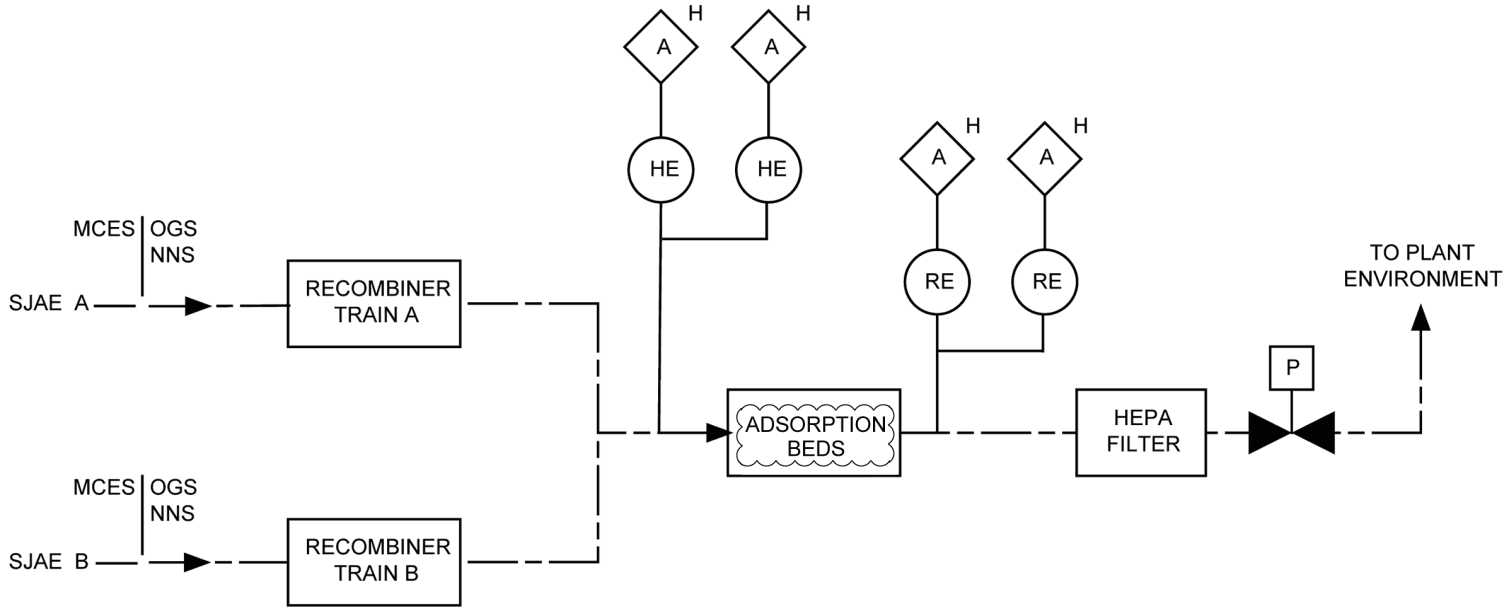 H
H
A
A
HE
HE
H
H
A
A
RE
RE
MCES
OGS
NNS
SJAE A
RECOMBINER
TRAIN A
TO PLANT
ENVIRONMENT
P
ADSORPTION
BEDS
HEPA
FILTER
MCES
OGS
NNS
SJAE B
RECOMBINER
TRAIN B